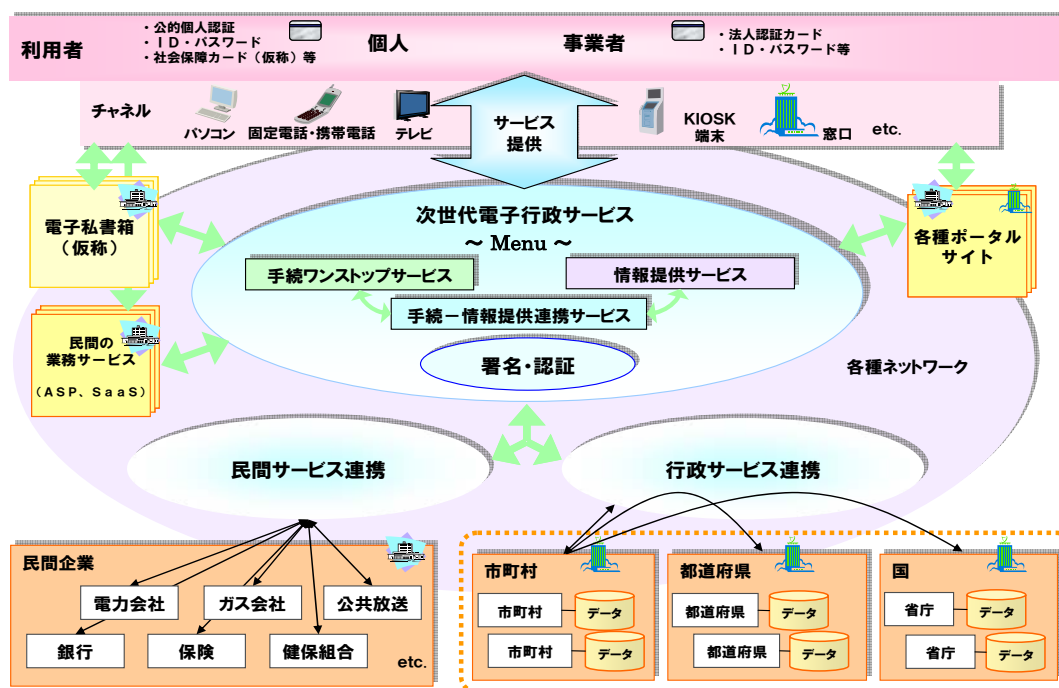 利用者
・公的個人認証
・ＩＤ・パスワード
・社会保障カード（仮称）等
個人
事業者
・法人認証カード
・ＩＤ・パスワード等
チャネル
パソコン
固定電話・携帯電話
テレビ
サービス
提供
KIOSK
端末
窓口
etc.
電子私書箱
（仮称）
次世代電子行政サービス
～ Menu ～
手続ワンストップサービス
情報提供サービス
手続－情報提供連携サービス
署名・認証
各種ポータル
サイト
民間の
業務サービス
（ＡＳＰ、ＳａａＳ）
各種ネットワーク
民間サービス連携
行政サービス連携
民間企業
電力会社
ガス会社
公共放送
銀行
保険
健保組合
etc.
市町村
市町村
データ
市町村
データ
都道府県
都道府県
データ
都道府県
データ
国
省庁
データ
省庁
データ